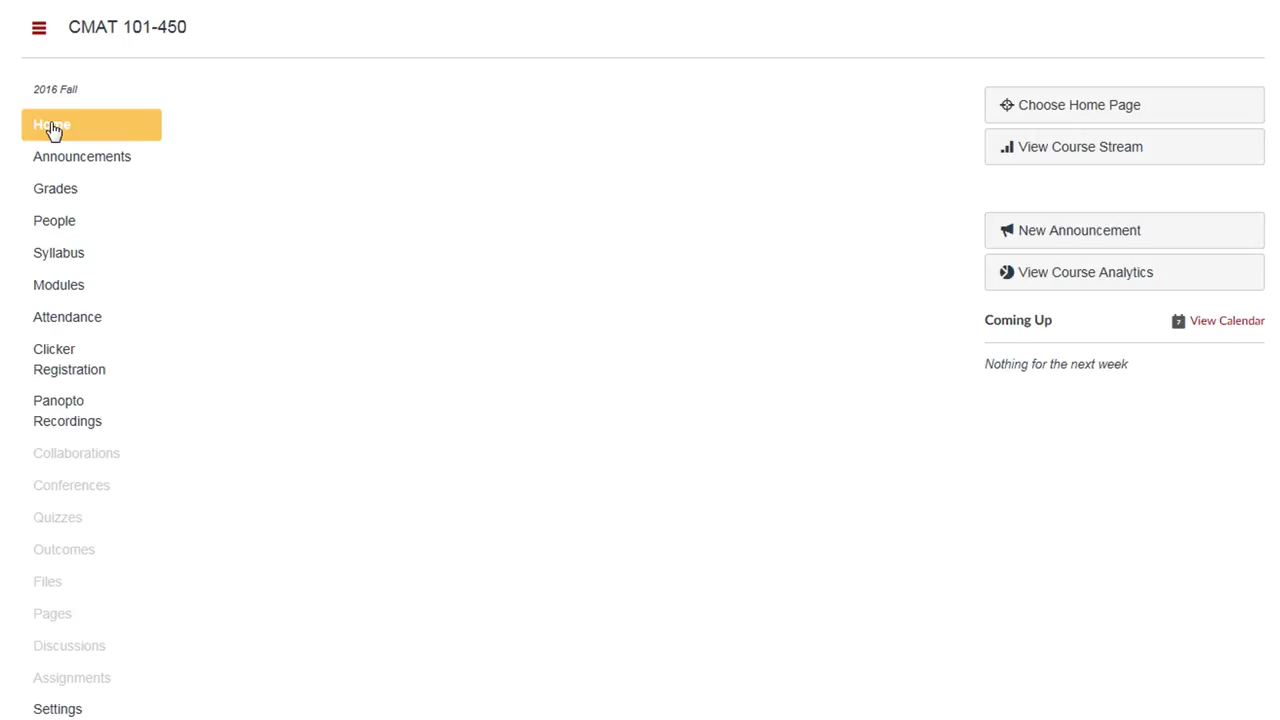 CMAT 101-450
2016 Fall
Home
Announcements
Grades
People
Syllabus
Modules
Attendance
Clicker
Registration
Panopto
Recordings
Collaborations
Conferences
Quizzes
Outcomes
Files
Pages
Discussions
Assignments
Settings
Choose Home Page
View Course Stream
New Announcement
View Course Analytics
Coming Up
7 View Calendar
Nothing for the next week